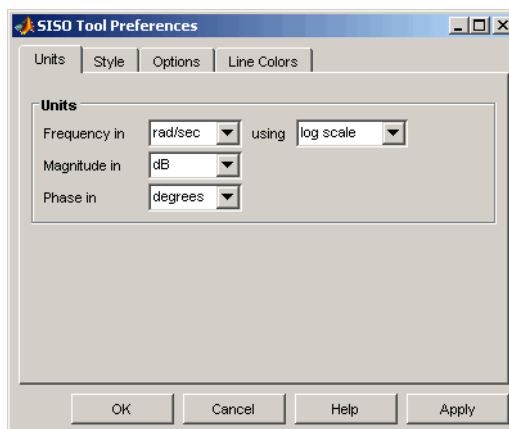 SISO Tool Preferences
Units Style Options Line Colors
Units
Frequency in rad/sec using log scale
Magnitude in dB
Phase in degrees
OK Cancel Help Apply